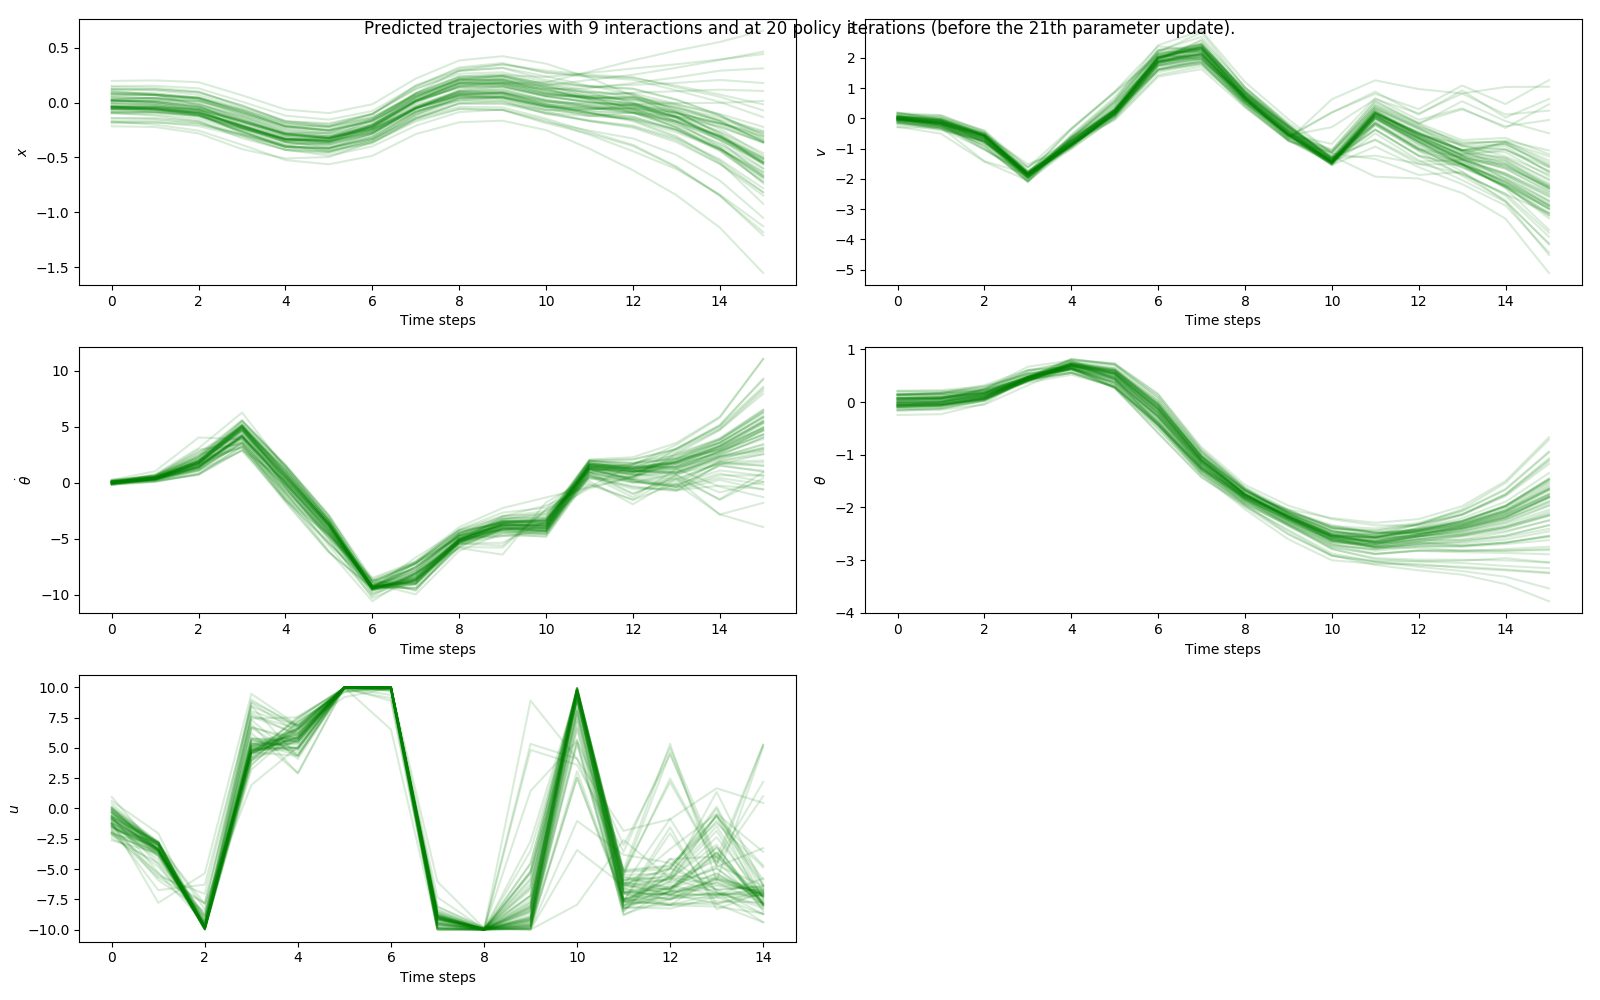 Predicted trajectories with 9 interactions and at 20 policy iterations (before the 21th parameter update).
0.5
0.0
−0.5
−1.0
−1.5
x
0 2 4 6 8 10 12 14
Time steps
3
2
1
0
−1
−2
−3
−4
−5
v
0 2 4 6 8 10 12 14
Time steps
10
5
0
−5
−10
θ̇
0 2 4 6 8 10 12 14
Time steps
1
0
−1
−2
−3
−4
θ
0 2 4 6 8 10 12 14
Time steps
10.0
7.5
5.0
2.5
0.0
−2.5
−5.0
−7.5
−10.0
u
0 2 4 6 8 10 12 14
Time steps